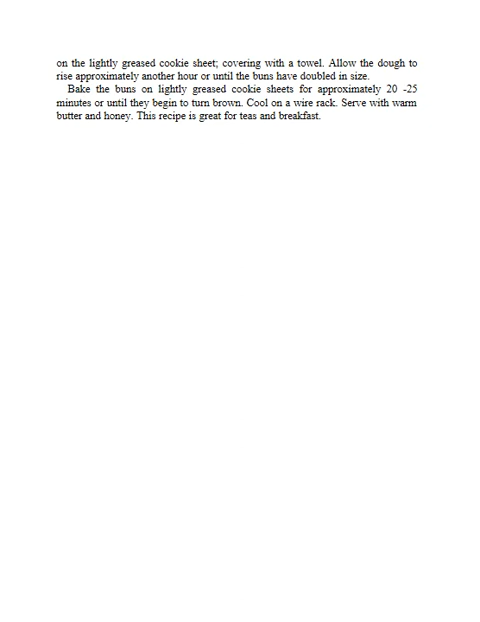 on the lightly greased cookie sheet; covering with a towel. Allow the dough to
rise approximately another hour or until the buns have doubled in size.
Bake the buns on lightly greased cookie sheets for approximately 20 -25
minutes or until they begin to turn brown. Cool on a wire rack. Serve with warm
butter and honey. This recipe is great for teas and breakfast.